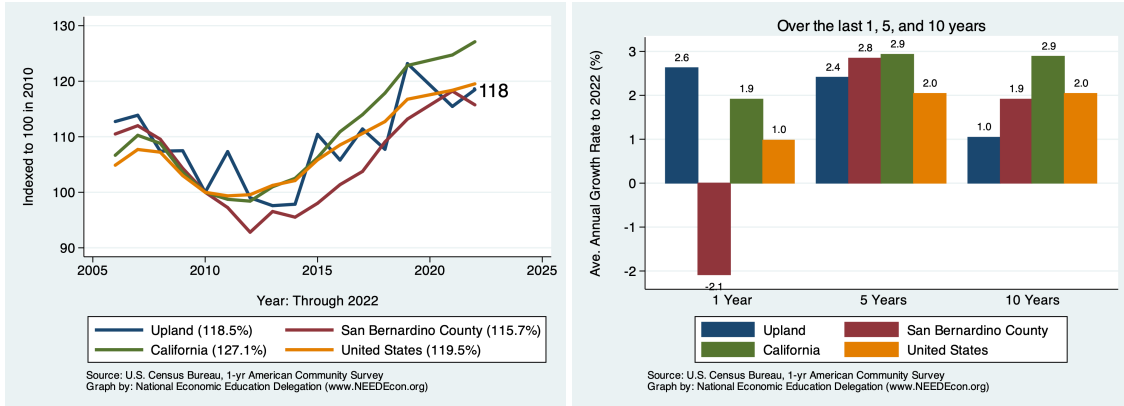 130
120
110
100
90
Indexed to 100 in 2010
118
2005 2010 2015 2020 2025
Year: Through 2022
Upland (118.5%) San Bernardino County (115.7%)
California (127.1%) United States (119.5%)
Source: U.S. Census Bureau, 1-yr American Community Survey
Graph by: National Economic Education Delegation (www.NEEDEcon.org)
Over the last 1, 5, and 10 years
3
2
1
0
-1
-2
Ave. Annual Growth Rate to 2022 (%)
2.6 -2.1 1.9 1.0
2.4 2.8 2.9 2.0
1.0 1.9 2.9 2.0
1 Year 5 Years 10 Years
Upland San Bernardino County
California United States
Source: U.S. Census Bureau, 1-yr American Community Survey
Graph by: National Economic Education Delegation (www.NEEDEcon.org)